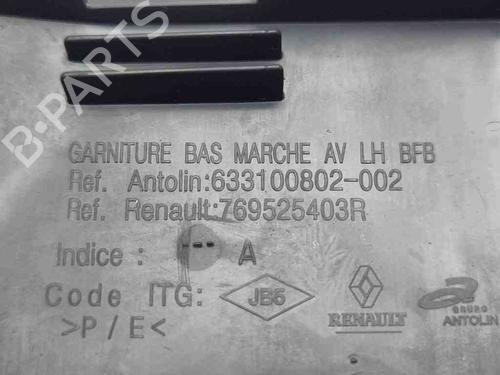 B-PARTS
GARNITURE BAS MARCHE AV LH BFB
Ref. Antolin:633100802-002
Ref. Renault:769525403R
Indice : --- A
Code ITG: JB6
RENAULT
GRUPO
ANTOLIN
>P/E<